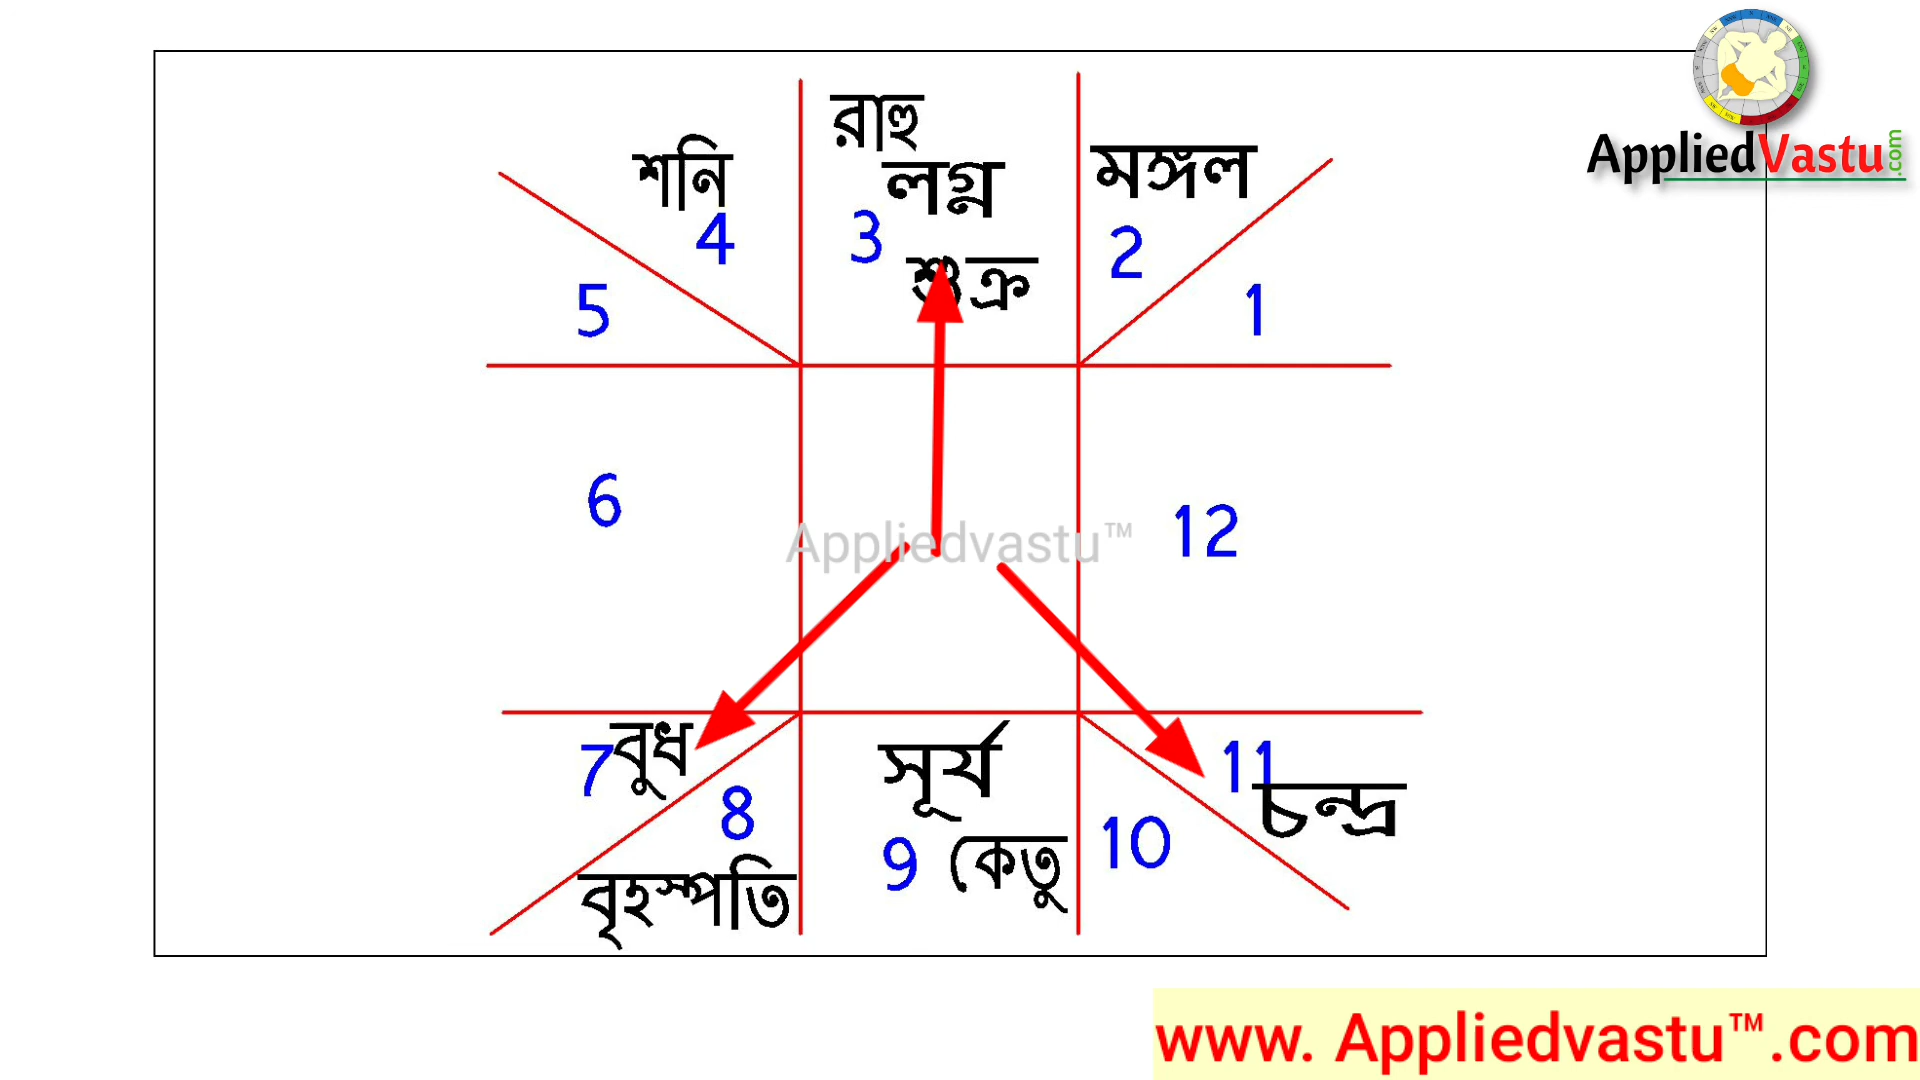 রাহু
শনি
মঙ্গল
লগ্ন
4
3
2
শুক্র
5
1
6
12
Appliedvastu™
7
বুধ
সূর্য
11
8
চন্দ্র
9
কেতু
10
বৃহস্পতি
AppliedVastu.com
www. Appliedvastu™.com